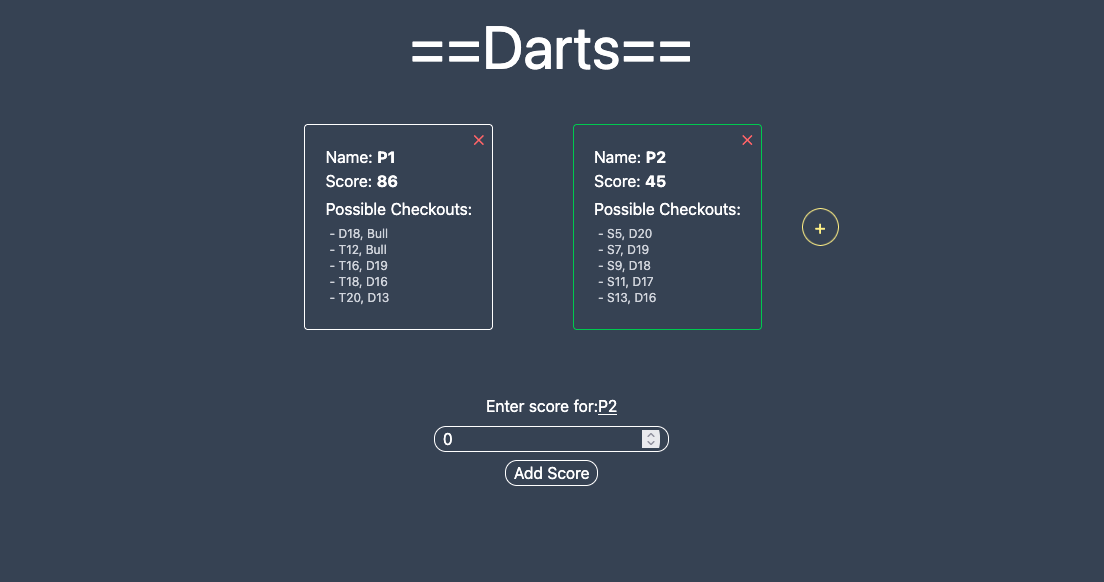 ==Darts==
Name: P1
Score: 86
Possible Checkouts:
- D18, Bull
- T12, Bull
- T16, D19
- T18, D16
- T20, D13
Name: P2
Score: 45
Possible Checkouts:
- S5, D20
- S7, D19
- S9, D18
- S11, D17
- S13, D16
+
Enter score for:P2
0
Add Score